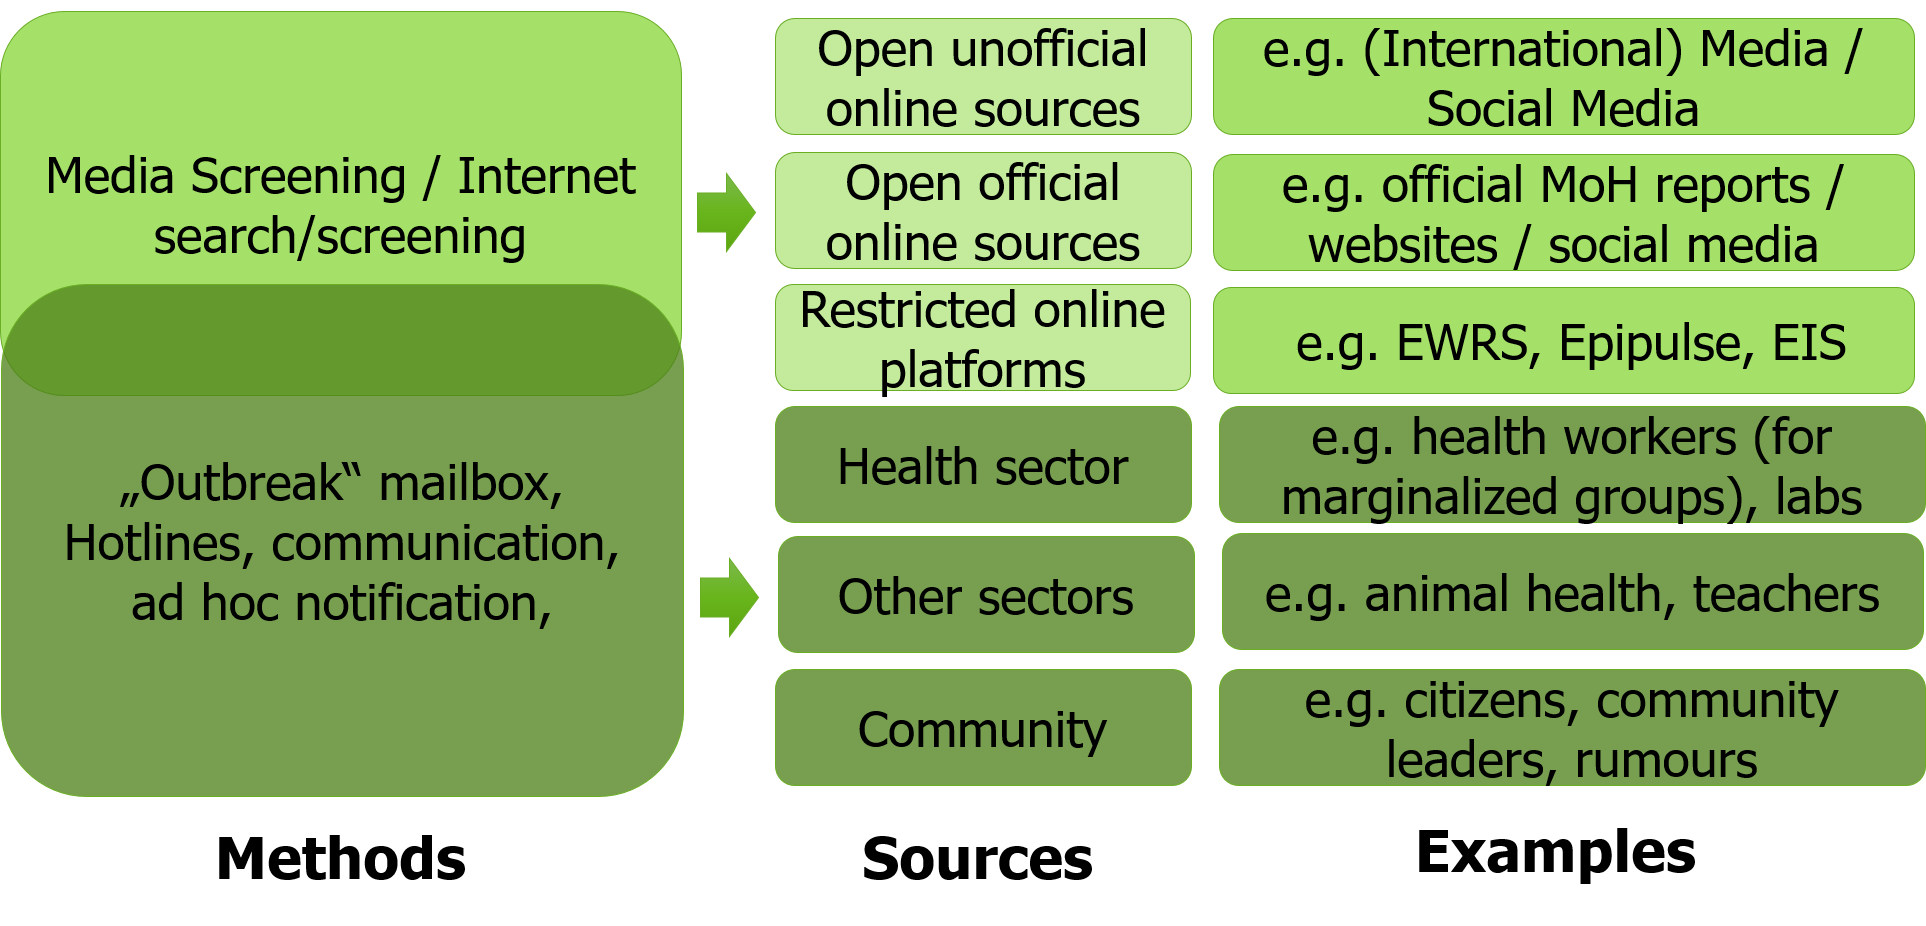 Media Screening / Internet
search/screening
„Outbreak“ mailbox,
Hotlines, communication,
ad hoc notification,
Methods
Open unofficial
online sources
Open official
online sources
Restricted online
platforms
Health sector
Other sectors
Community
Sources
e.g. (International) Media /
Social Media
e.g. official MoH reports /
websites / social media
e.g. EWRS, Epipulse, EIS
e.g. health workers (for
marginalized groups), labs
e.g. animal health, teachers
e.g. citizens, community
leaders, rumours
Examples